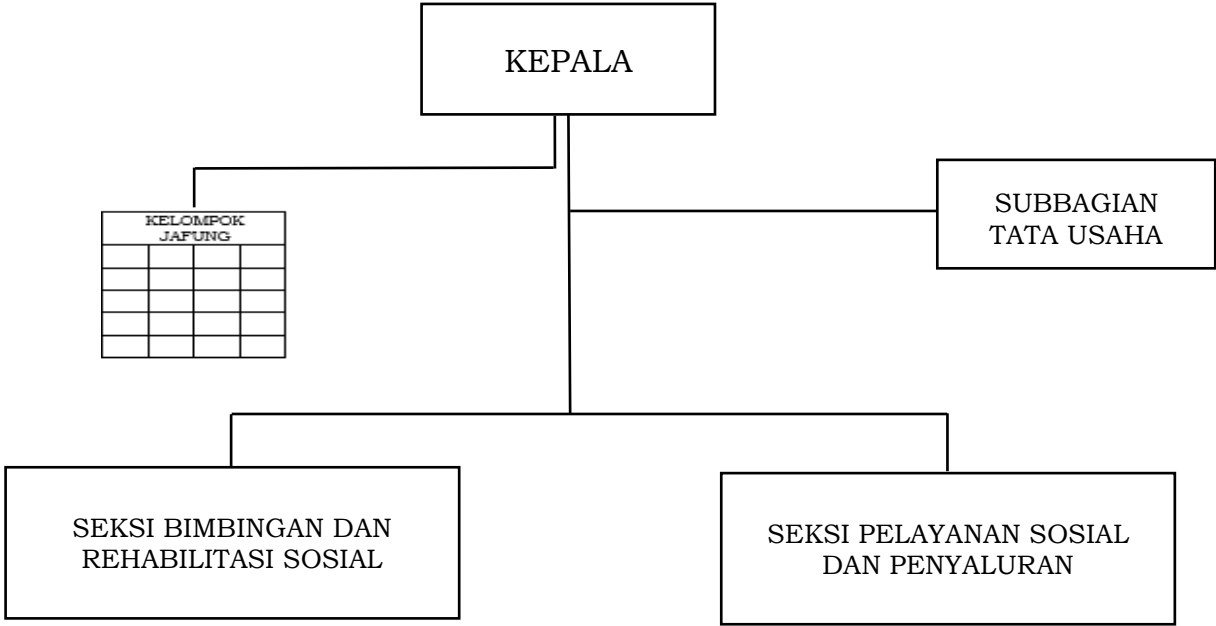 KEPALA
SUBBAGIAN
TATA USAHA
KELOMPOK
JAFUNG
SEKSI BIMBINGAN DAN
REHABILITASI SOSIAL
SEKSI PELAYANAN SOSIAL
DAN PENYALURAN